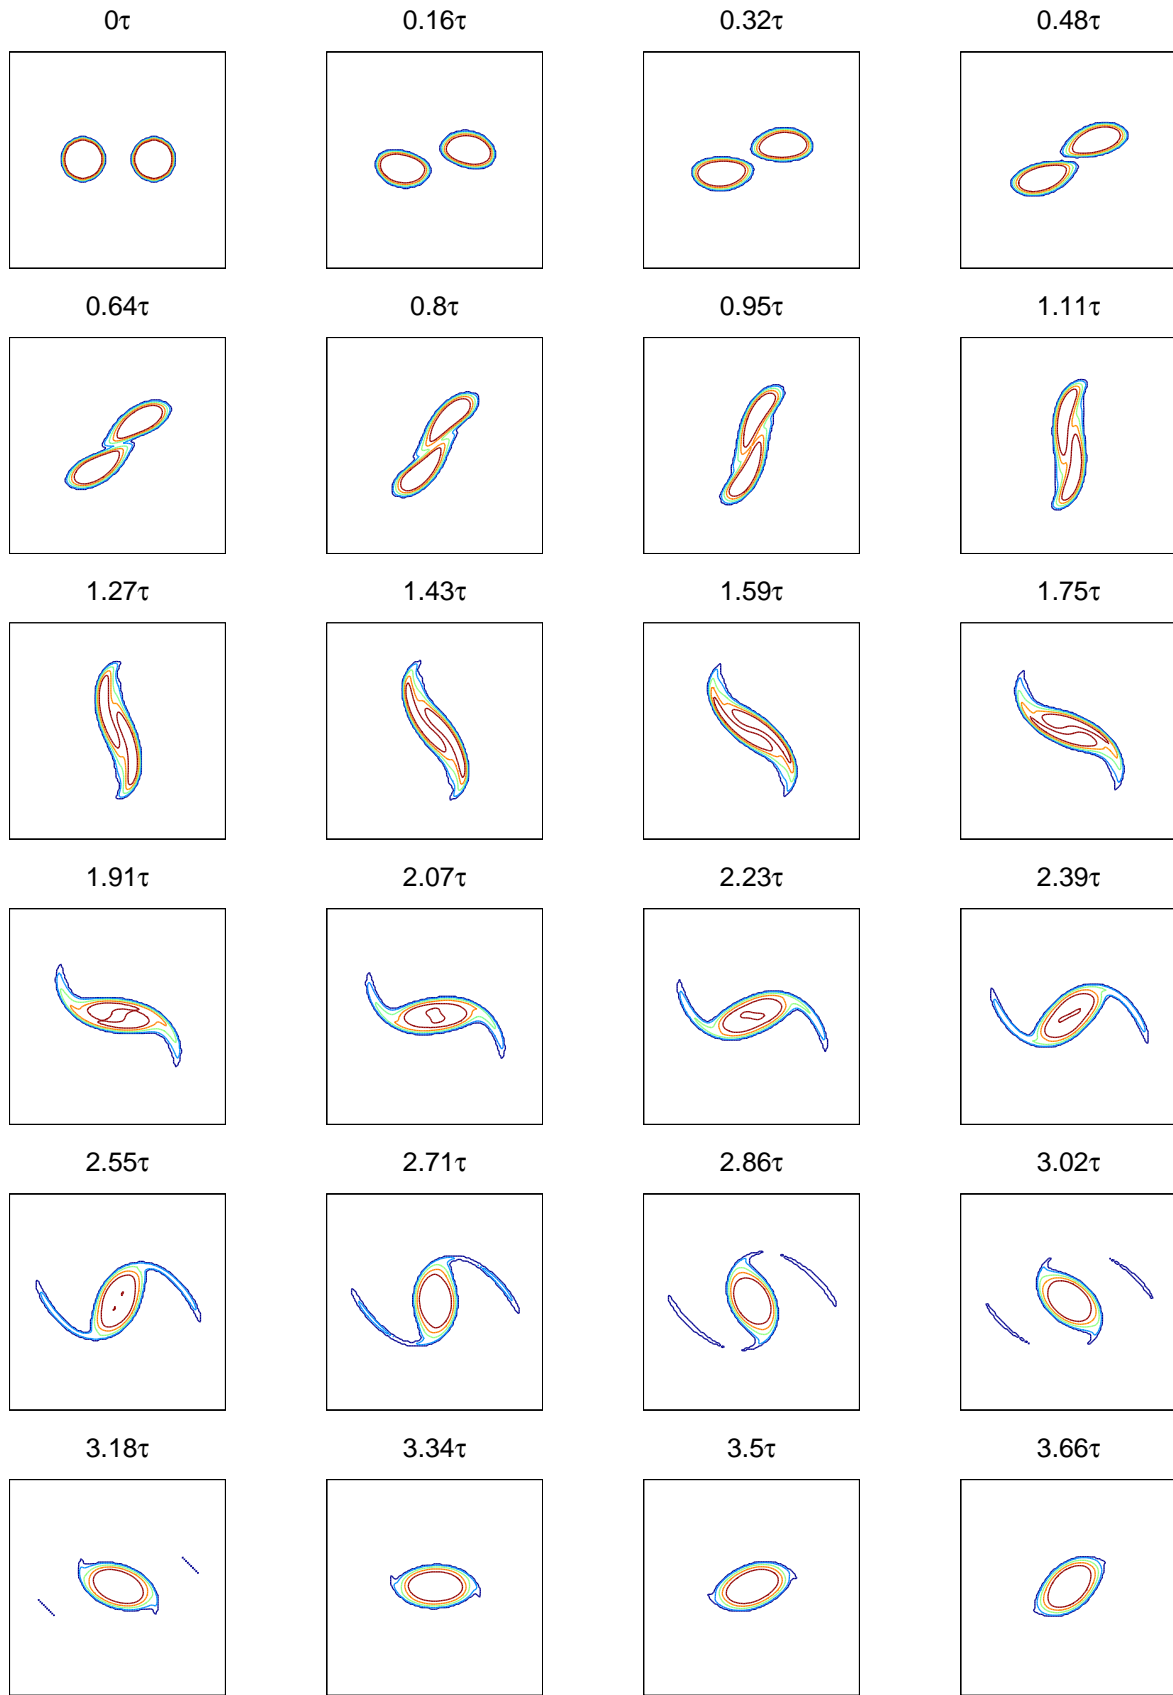 0τ 0.16τ 0.32τ 0.48τ
0.64τ 0.8τ 0.95τ 1.11τ
1.27τ 1.43τ 1.59τ 1.75τ
1.91τ 2.07τ 2.23τ 2.39τ
2.55τ 2.71τ 2.86τ 3.02τ
3.18τ 3.34τ 3.5τ 3.66τ